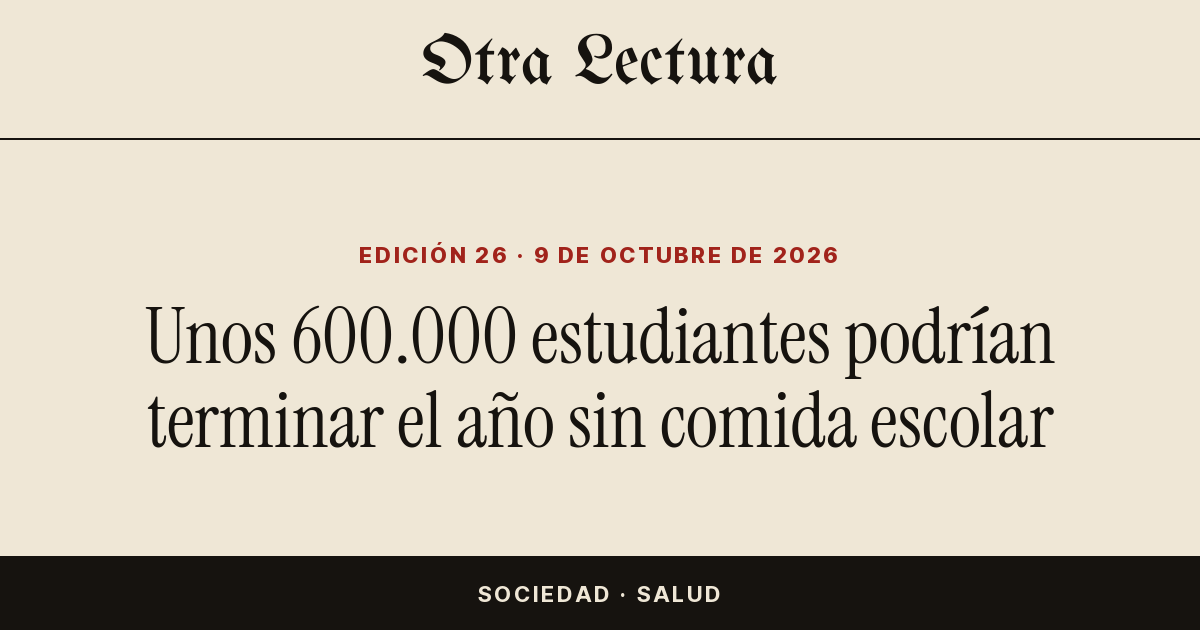 Otra Lectura
EDICIÓN 26 · 9 DE OCTUBRE DE 2026
Unos 600.000 estudiantes podrían
terminar el año sin comida escolar
SOCIEDAD · SALUD